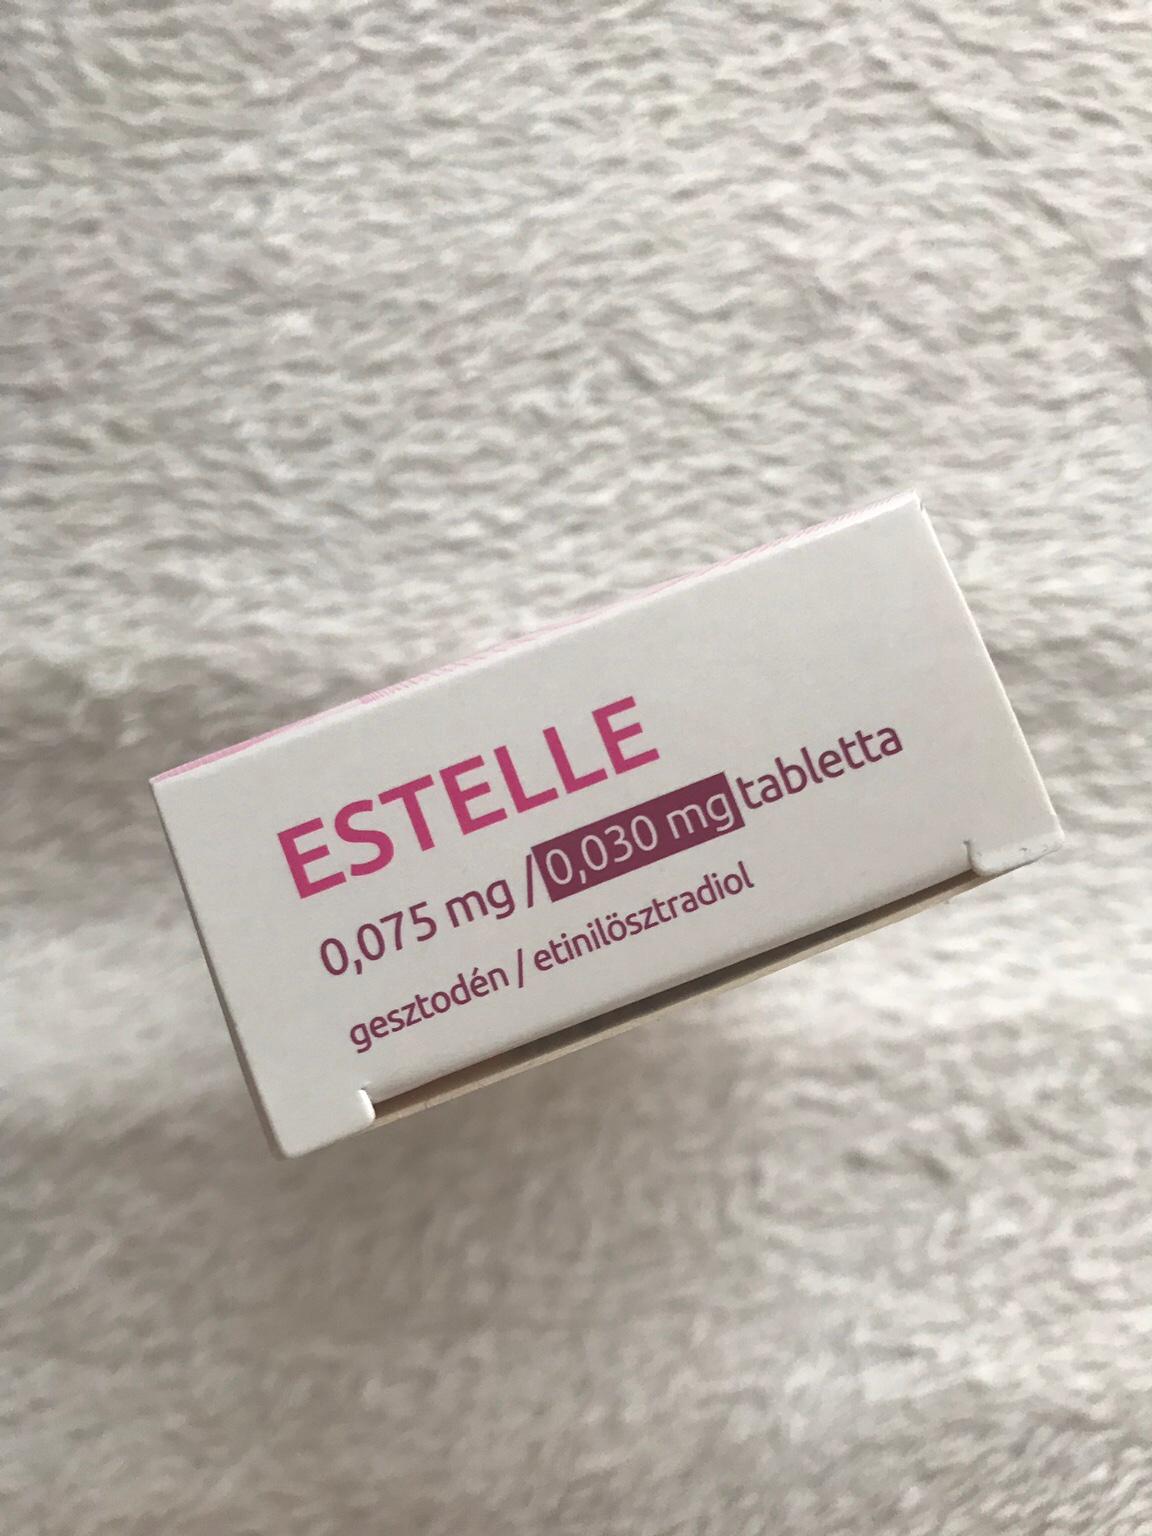 ESTELLE
0,075 mg / 0,030 mg tabletta
gesztodén / etinilösztradiol